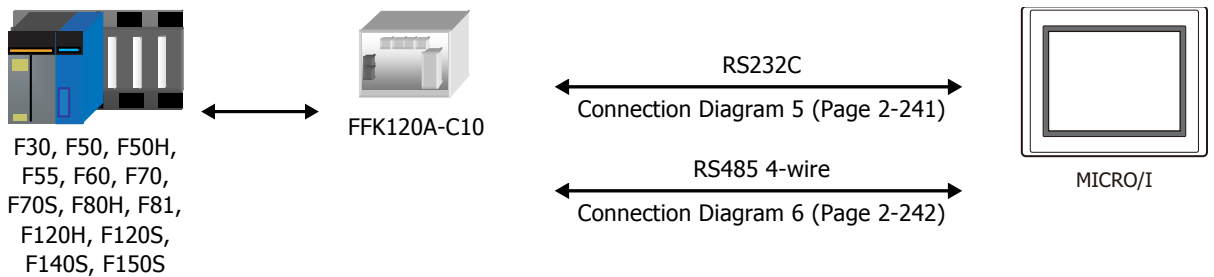 F30, F50, F50H,
F55, F60, F70,
F70S, F80H, F81,
F120H, F120S,
F140S, F150S
FFK120A-C10
RS232C
Connection Diagram 5 (Page 2-241)
RS485 4-wire
Connection Diagram 6 (Page 2-242)
MICRO/I